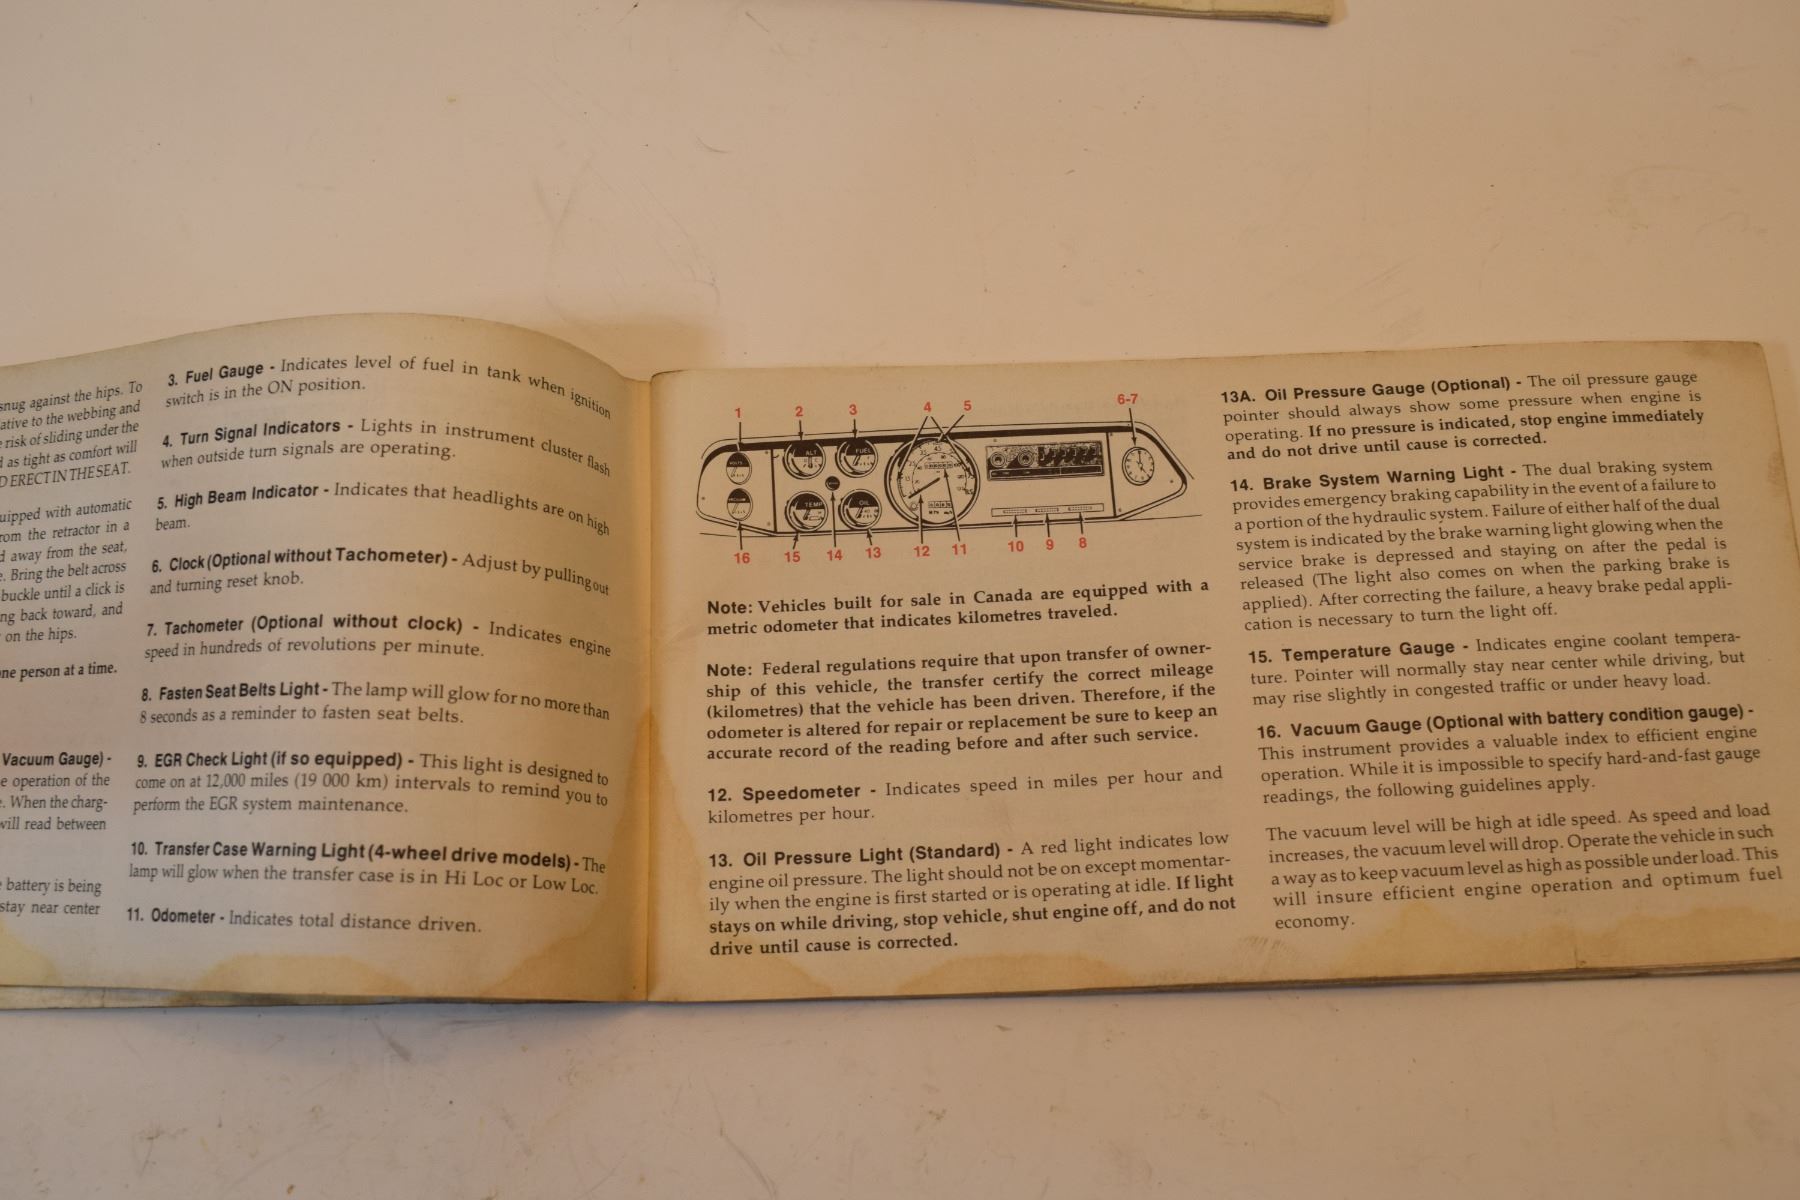 snug against the hips. To
ative to the webbing and
risk of sliding under the
as tight as comfort will
D ERECT IN THE SEAT.
uipped with automatic
rom the retractor in a
away from the seat,
Bring the belt across
buckle until a click is
ng back toward, and
on the hips.
ne person at a time.
Vacuum Gauge) -
e operation of the
When the charg-
will read between
battery is being
stay near center
3. Fuel Gauge - Indicates level of fuel in tank when ignition
switch is in the ON position.
4. Turn Signal Indicators - Lights in instrument cluster flash
when outside turn signals are operating.
5. High Beam Indicator - Indicates that headlights are on high
beam.
6. Clock (Optional without Tachometer) - Adjust by pulling out
and turning reset knob.
7. Tachometer (Optional without clock) - Indicates engine
speed in hundreds of revolutions per minute.
8. Fasten Seat Belts Light - The lamp will glow for no more than
8 seconds as a reminder to fasten seat belts.
9. EGR Check Light (if so equipped) - This light is designed to
come on at 12,000 miles (19 000 km) intervals to remind you to
perform the EGR system maintenance.
10. Transfer Case Warning Light (4-wheel drive models) - The
lamp will glow when the transfer case is in Hi Loc or Low Loc.
11. Odometer - Indicates total distance driven.
1 2 3 4 5 6-7
VOLTS ALT FUEL
VACUUM TEMP OIL
16 15 14 13 12 11 10 9 8
Note: Vehicles built for sale in Canada are equipped with a
metric odometer that indicates kilometres traveled.
Note: Federal regulations require that upon transfer of owner-
ship of this vehicle, the transfer certify the correct mileage
(kilometres) that the vehicle has been driven. Therefore, if the
odometer is altered for repair or replacement be sure to keep an
accurate record of the reading before and after such service.
12. Speedometer - Indicates speed in miles per hour and
kilometres per hour.
13. Oil Pressure Light (Standard) - A red light indicates low
engine oil pressure. The light should not be on except momentar-
ily when the engine is first started or is operating at idle. If light
stays on while driving, stop vehicle, shut engine off, and do not
drive until cause is corrected.
13A. Oil Pressure Gauge (Optional) - The oil pressure gauge
pointer should always show some pressure when engine is
operating. If no pressure is indicated, stop engine immediately
and do not drive until cause is corrected.
14. Brake System Warning Light - The dual braking system
provides emergency braking capability in the event of a failure to
a portion of the hydraulic system. Failure of either half of the dual
system is indicated by the brake warning light glowing when the
service brake is depressed and staying on after the pedal is
released (The light also comes on when the parking brake is
applied). After correcting the failure, a heavy brake pedal appli-
cation is necessary to turn the light off.
15. Temperature Gauge - Indicates engine coolant tempera-
ture. Pointer will normally stay near center while driving, but
may rise slightly in congested traffic or under heavy load.
16. Vacuum Gauge (Optional with battery condition gauge) -
This instrument provides a valuable index to efficient engine
operation. While it is impossible to specify hard-and-fast gauge
readings, the following guidelines apply.
The vacuum level will be high at idle speed. As speed and load
increases, the vacuum level will drop. Operate the vehicle in such
a way as to keep vacuum level as high as possible under load. This
will insure efficient engine operation and optimum fuel
economy.